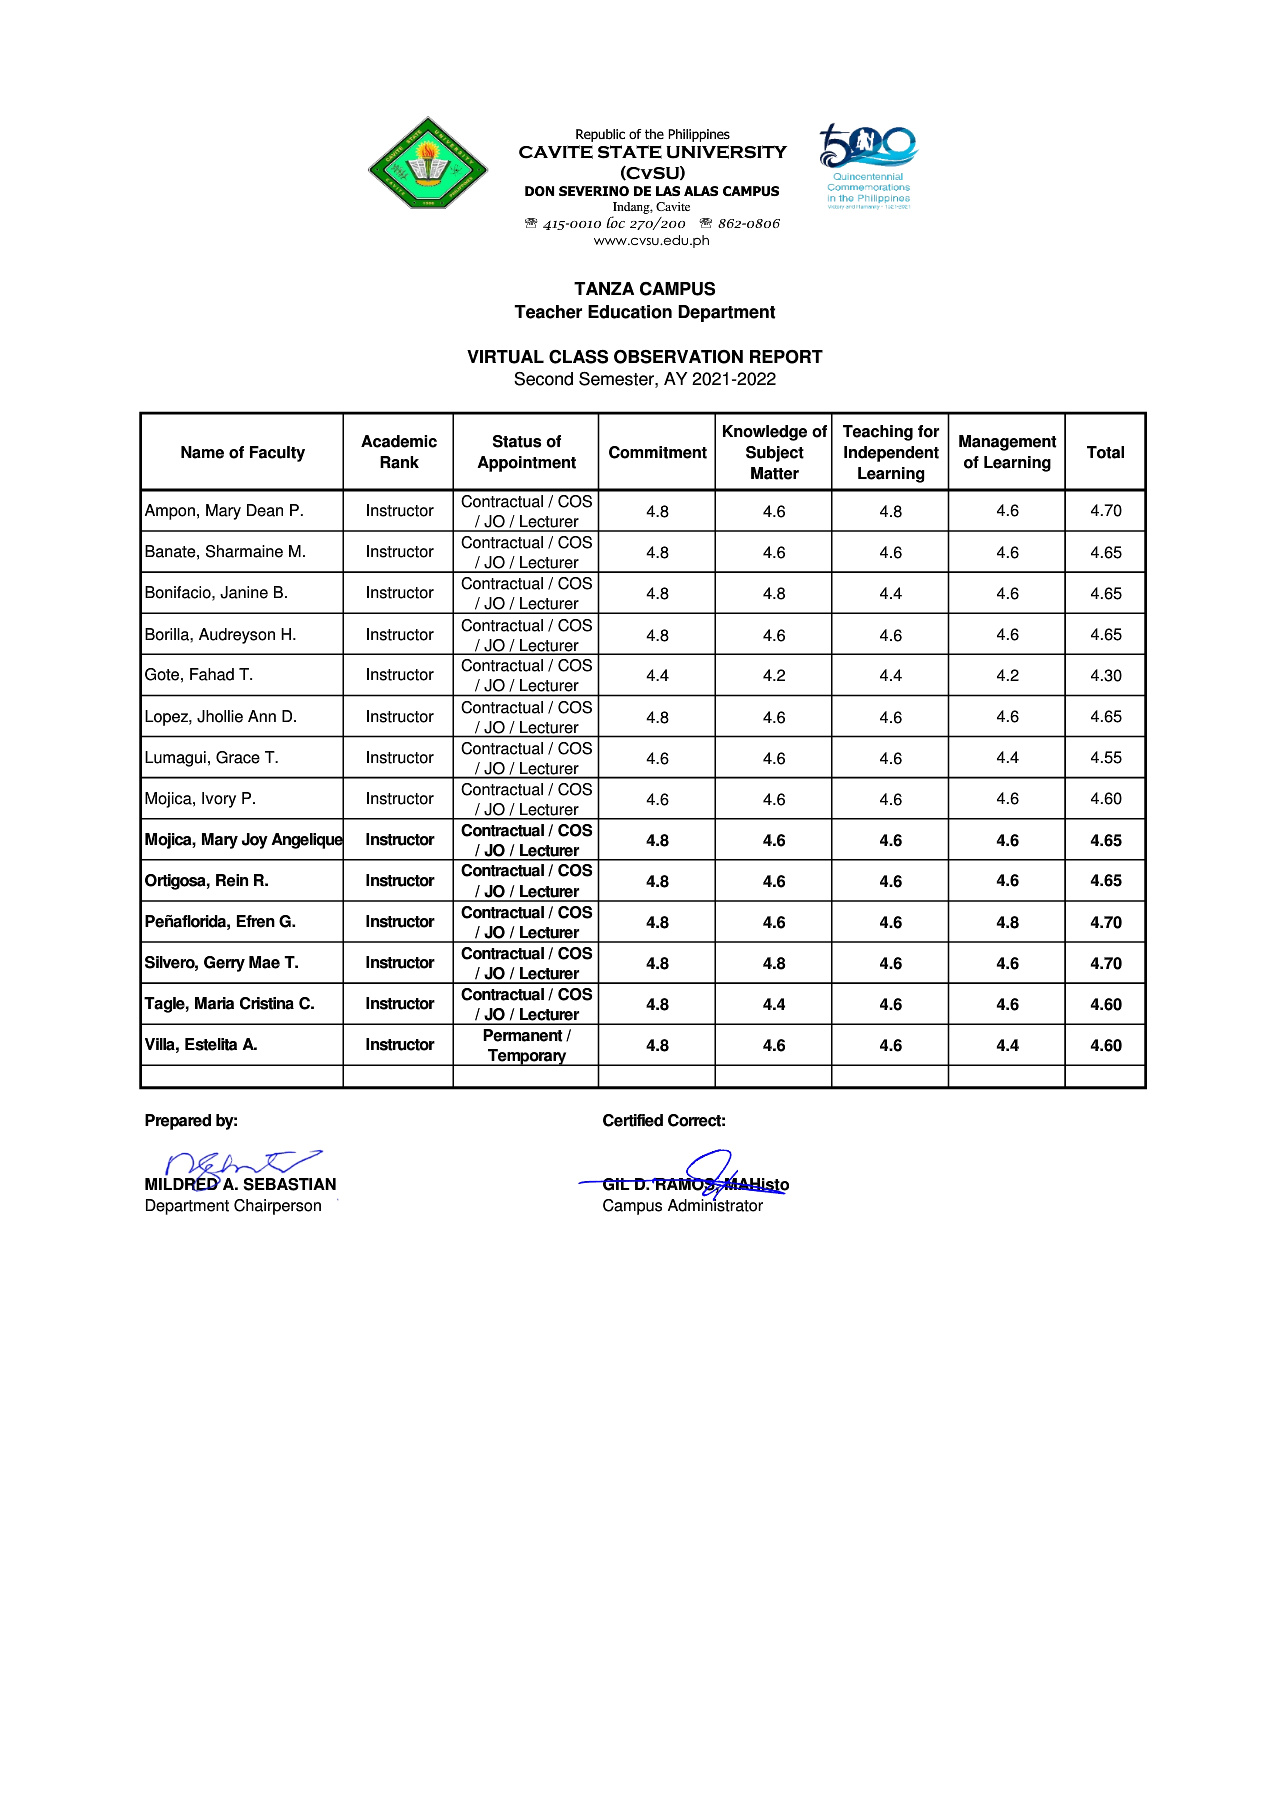 Republic of the Philippines
CAVITE STATE UNIVERSITY
(CvSU)
DON SEVERINO DE LAS ALAS CAMPUS
Indang, Cavite
☏ 415-0010 loc 270/200 ☏ 862-0806
www.cvsu.edu.ph
CAVITE STATE UNIVERSITY
500
Quincentennial
Commemorations
in the Philippines
TANZA CAMPUS
Teacher Education Department
VIRTUAL CLASS OBSERVATION REPORT
Second Semester, AY 2021-2022
Name of Faculty Academic Rank Status of Appointment Commitment Knowledge of Subject Matter Teaching for Independent Learning Management of Learning Total
Ampon, Mary Dean P. Instructor Contractual / COS / JO / Lecturer 4.8 4.6 4.8 4.6 4.70
Banate, Sharmaine M. Instructor Contractual / COS / JO / Lecturer 4.8 4.6 4.6 4.6 4.65
Bonifacio, Janine B. Instructor Contractual / COS / JO / Lecturer 4.8 4.8 4.4 4.6 4.65
Borilla, Audreyson H. Instructor Contractual / COS / JO / Lecturer 4.8 4.6 4.6 4.6 4.65
Gote, Fahad T. Instructor Contractual / COS / JO / Lecturer 4.4 4.2 4.4 4.2 4.30
Lopez, Jhollie Ann D. Instructor Contractual / COS / JO / Lecturer 4.8 4.6 4.6 4.6 4.65
Lumagui, Grace T. Instructor Contractual / COS / JO / Lecturer 4.6 4.6 4.6 4.4 4.55
Mojica, Ivory P. Instructor Contractual / COS / JO / Lecturer 4.6 4.6 4.6 4.6 4.60
Mojica, Mary Joy Angelique Instructor Contractual / COS / JO / Lecturer 4.8 4.6 4.6 4.6 4.65
Ortigosa, Rein R. Instructor Contractual / COS / JO / Lecturer 4.8 4.6 4.6 4.6 4.65
Peñaflorida, Efren G. Instructor Contractual / COS / JO / Lecturer 4.8 4.6 4.6 4.8 4.70
Silvero, Gerry Mae T. Instructor Contractual / COS / JO / Lecturer 4.8 4.8 4.6 4.6 4.70
Tagle, Maria Cristina C. Instructor Contractual / COS / JO / Lecturer 4.8 4.4 4.6 4.6 4.60
Villa, Estelita A. Instructor Permanent / Temporary 4.8 4.6 4.6 4.4 4.60
Prepared by: Certified Correct:
MILDRED A. SEBASTIAN GIL D. RAMOS, MAHisto
Department Chairperson Campus Administrator